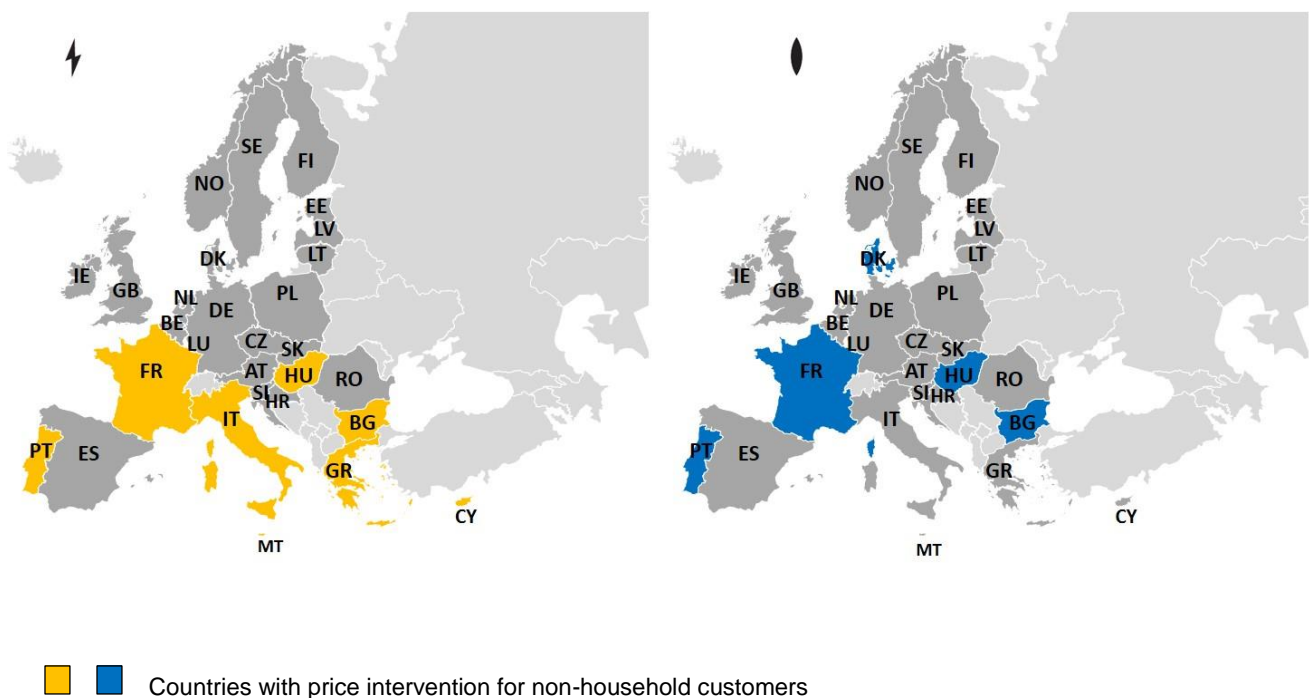 SE
FI
NO
EE
LV
DK
LT
IE
GB
NL
PL
DE
BE
LU
CZ
SK
FR
AT
HU
RO
SI
HR
IT
BG
PT
ES
GR
CY
MT
SE
FI
NO
EE
LV
DK
LT
IE
GB
NL
PL
DE
BE
LU
CZ
SK
FR
AT
HU
RO
SI
HR
IT
BG
PT
ES
GR
CY
MT
Countries with price intervention for non-household customers